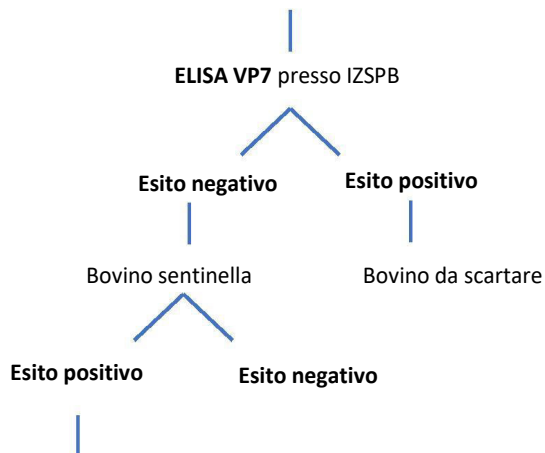 ELISA VP7 presso IZSPB
Esito negativo Esito positivo
Bovino sentinella Bovino da scartare
Esito positivo Esito negativo